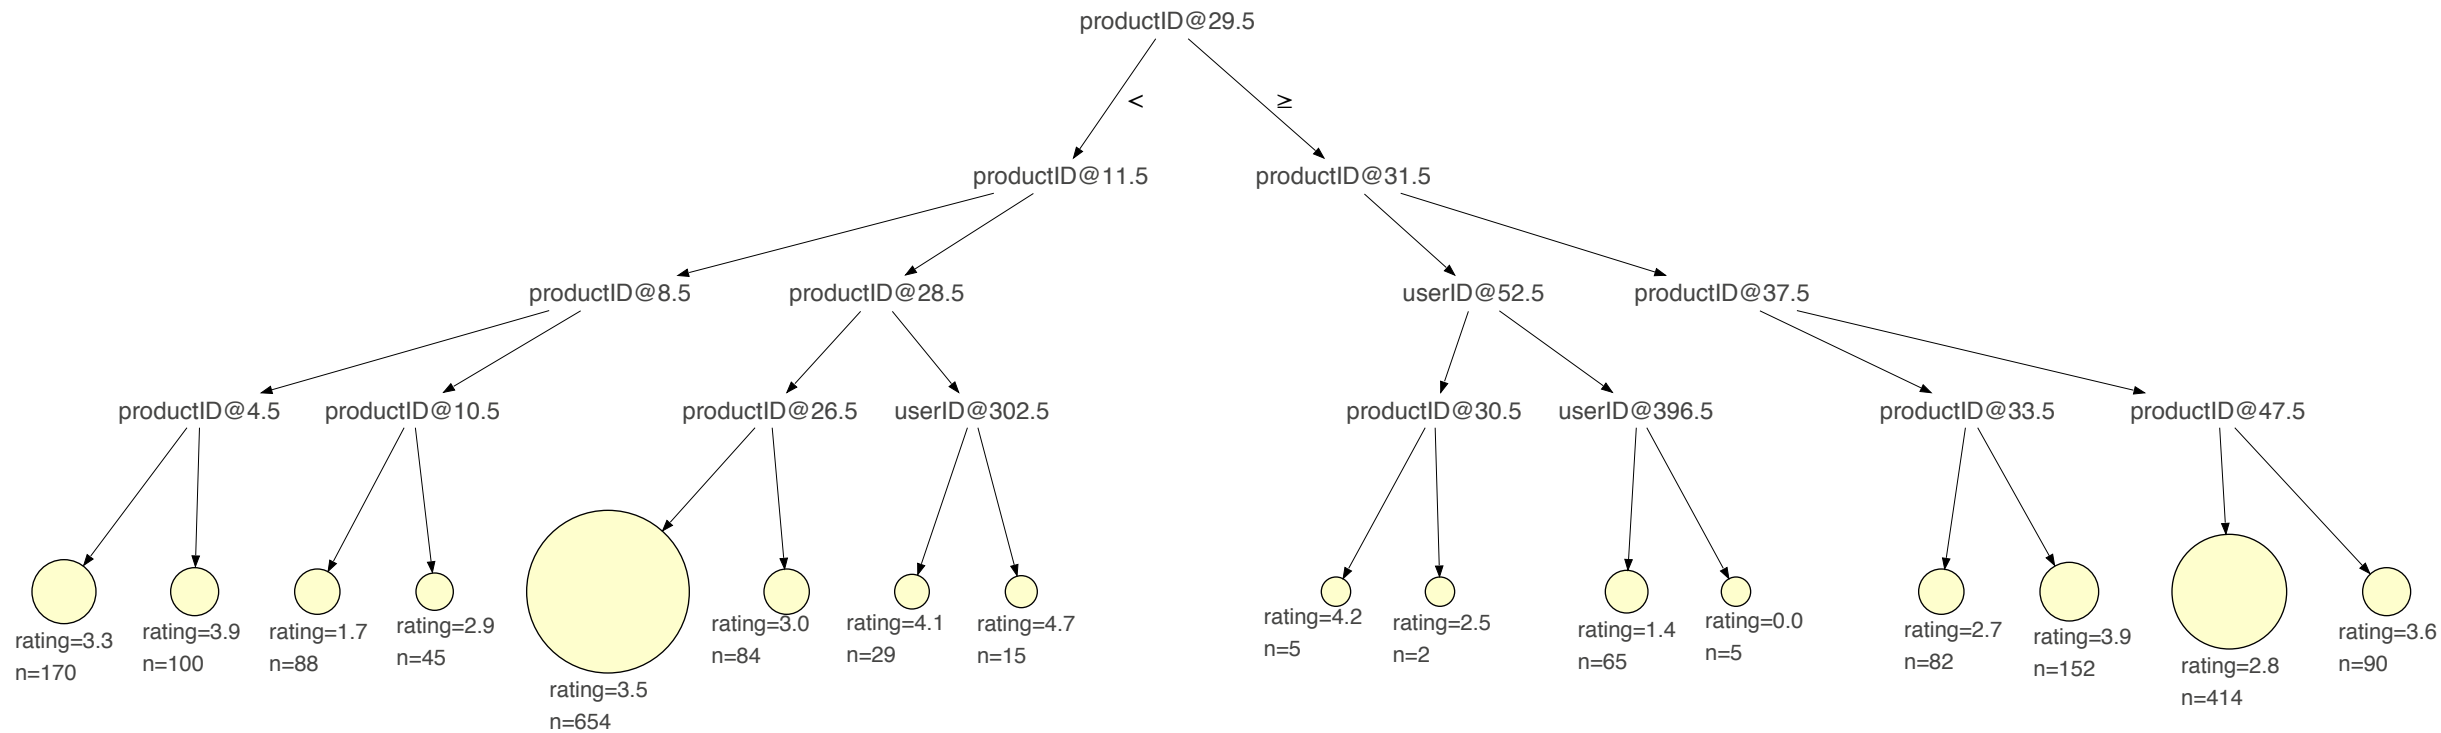 productID@29.5
<
≥
productID@11.5
productID@31.5
productID@8.5
productID@28.5
userID@52.5
productID@37.5
productID@4.5
productID@10.5
productID@26.5
userID@302.5
productID@30.5
userID@396.5
productID@33.5
productID@47.5
rating=3.3
n=170
rating=3.9
n=100
rating=1.7
n=88
rating=2.9
n=45
rating=3.5
n=654
rating=3.0
n=84
rating=4.1
n=29
rating=4.7
n=15
rating=4.2
n=5
rating=2.5
n=2
rating=1.4
n=65
rating=0.0
n=5
rating=2.7
n=82
rating=3.9
n=152
rating=2.8
n=414
rating=3.6
n=90